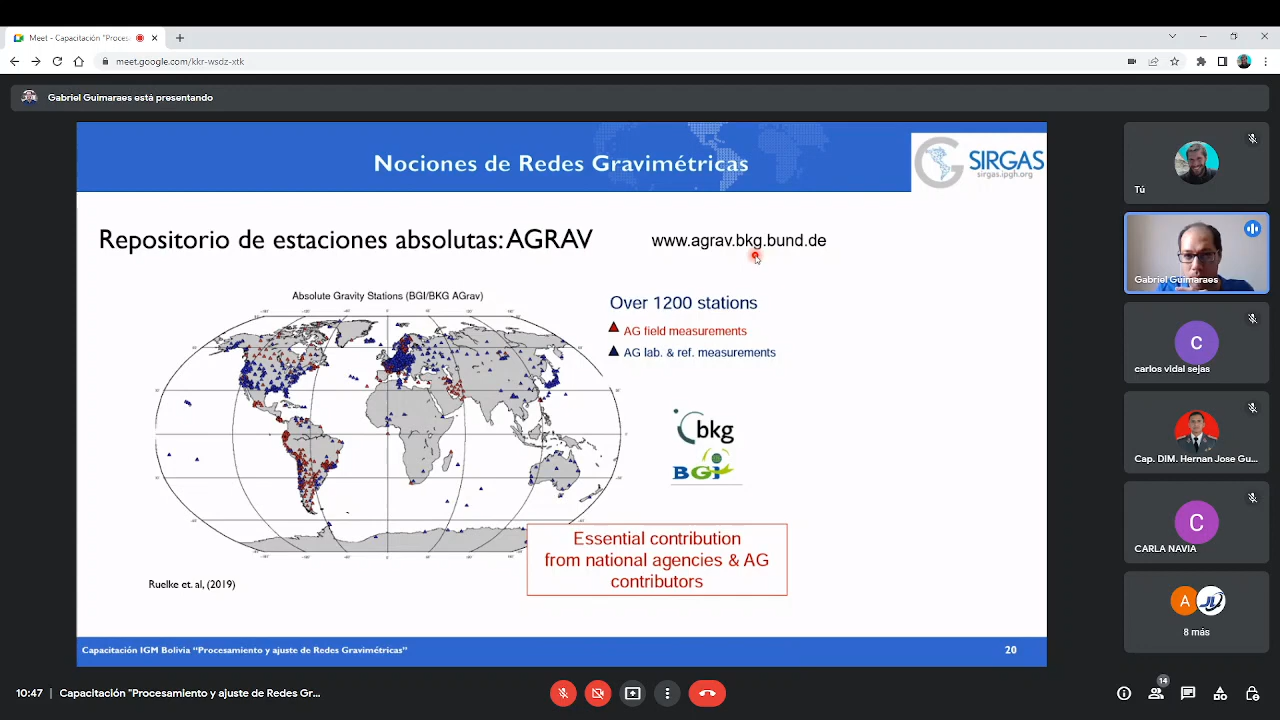 Meet - Capacitación "Proces
meet.google.com/kkr-wsdz-xtk
Gabriel Guimaraes está presentando
Nociones de Redes Gravimétricas
SIRGAS
sirgas.ipgh.org
Repositorio de estaciones absolutas: AGRAV
www.agrav.bkg.bund.de
Absolute Gravity Stations (BGI/BKG AGrav)
Over 1200 stations
AG field measurements
AG lab. & ref. measurements
bkg
BGI
Essential contribution
from national agencies & AG
contributors
Ruelke et. al, (2019)
Capacitación IGM Bolivia "Procesamiento y ajuste de Redes Gravimétricas"
20
Tú
Gabriel Guimaraes
C
carlos vidal sejas
Cap. DIM. Hernan Jose Gu...
C
CARLA NAVIA
A
8 más
10:47
Capacitación "Procesamiento y ajuste de Redes Gr...
14